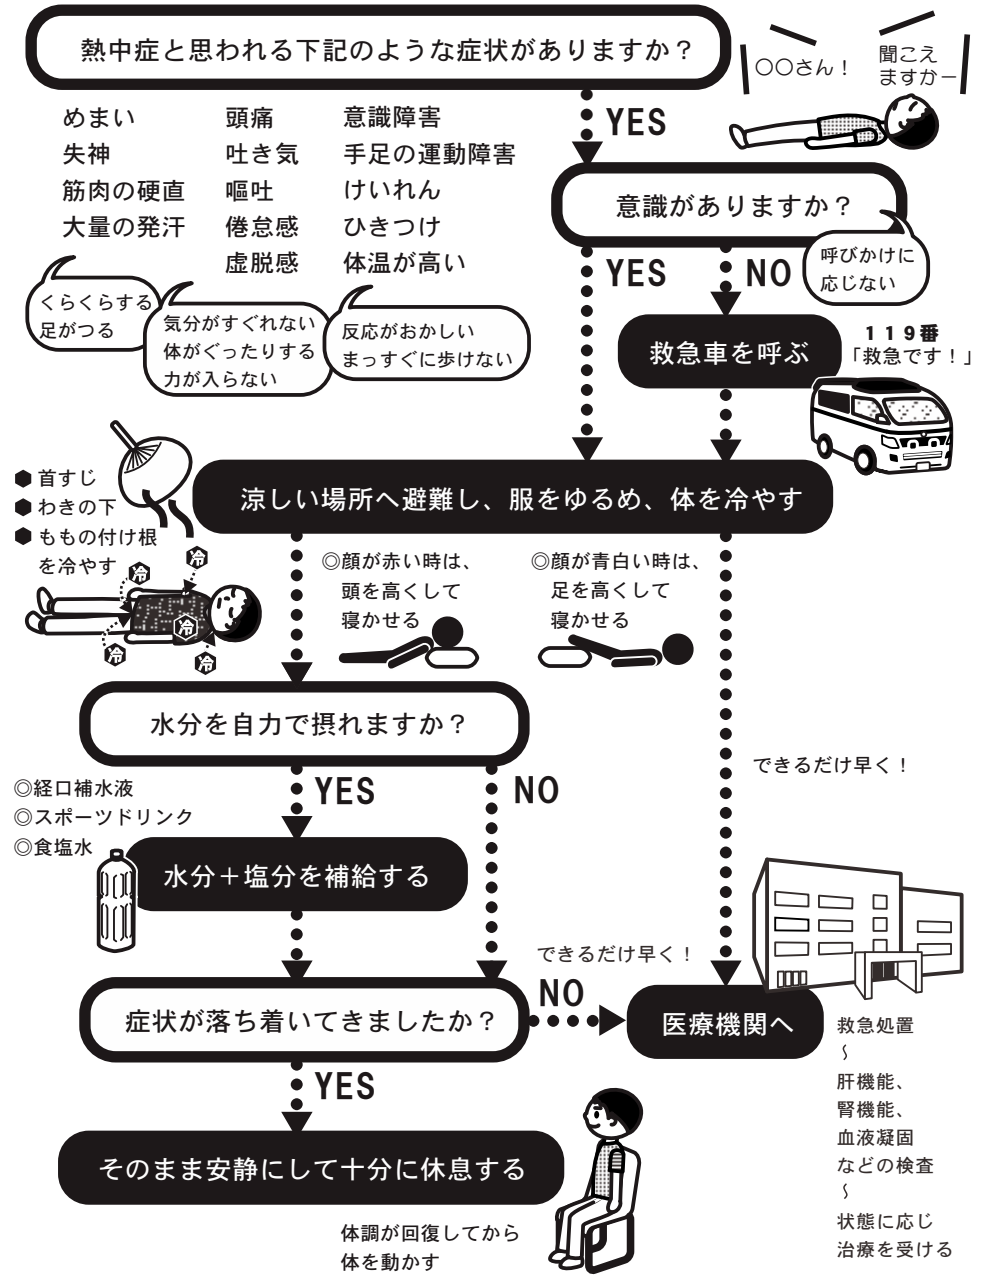 熱中症と思われる下記のような症状がありますか？
○○さん！
聞こえ
ますかー
YES
めまい
失神
筋肉の硬直
大量の発汗
頭痛
吐き気
嘔吐
倦怠感
虚脱感
意識障害
手足の運動障害
けいれん
ひきつけ
体温が高い
くらくらする
足がつる
気分がすぐれない
体がぐったりする
力が入らない
反応がおかしい
まっすぐに歩けない
意識がありますか？
呼びかけに
応じない
YES
NO
救急車を呼ぶ
１１９番
「救急です！」
涼しい場所へ避難し、服をゆるめ、体を冷やす
⬢首すじ
⬢わきの下
⬢ももの付け根
を冷やす
冷
冷
冷
冷
冷
◎顔が赤い時は、
頭を高くして
寝かせる
◎顔が青白い時は、
足を高くして
寝かせる
水分を自力で摂れますか？
できるだけ早く！
YES
NO
◎経口補水液
◎スポーツドリンク
◎食塩水
水分＋塩分を補給する
できるだけ早く！
NO
症状が落ち着いてきましたか？
医療機関へ
救急処置
〜
肝機能、
腎機能、
血液凝固
などの検査
〜
状態に応じ
治療を受ける
YES
そのまま安静にして十分に休息する
体調が回復してから
体を動かす